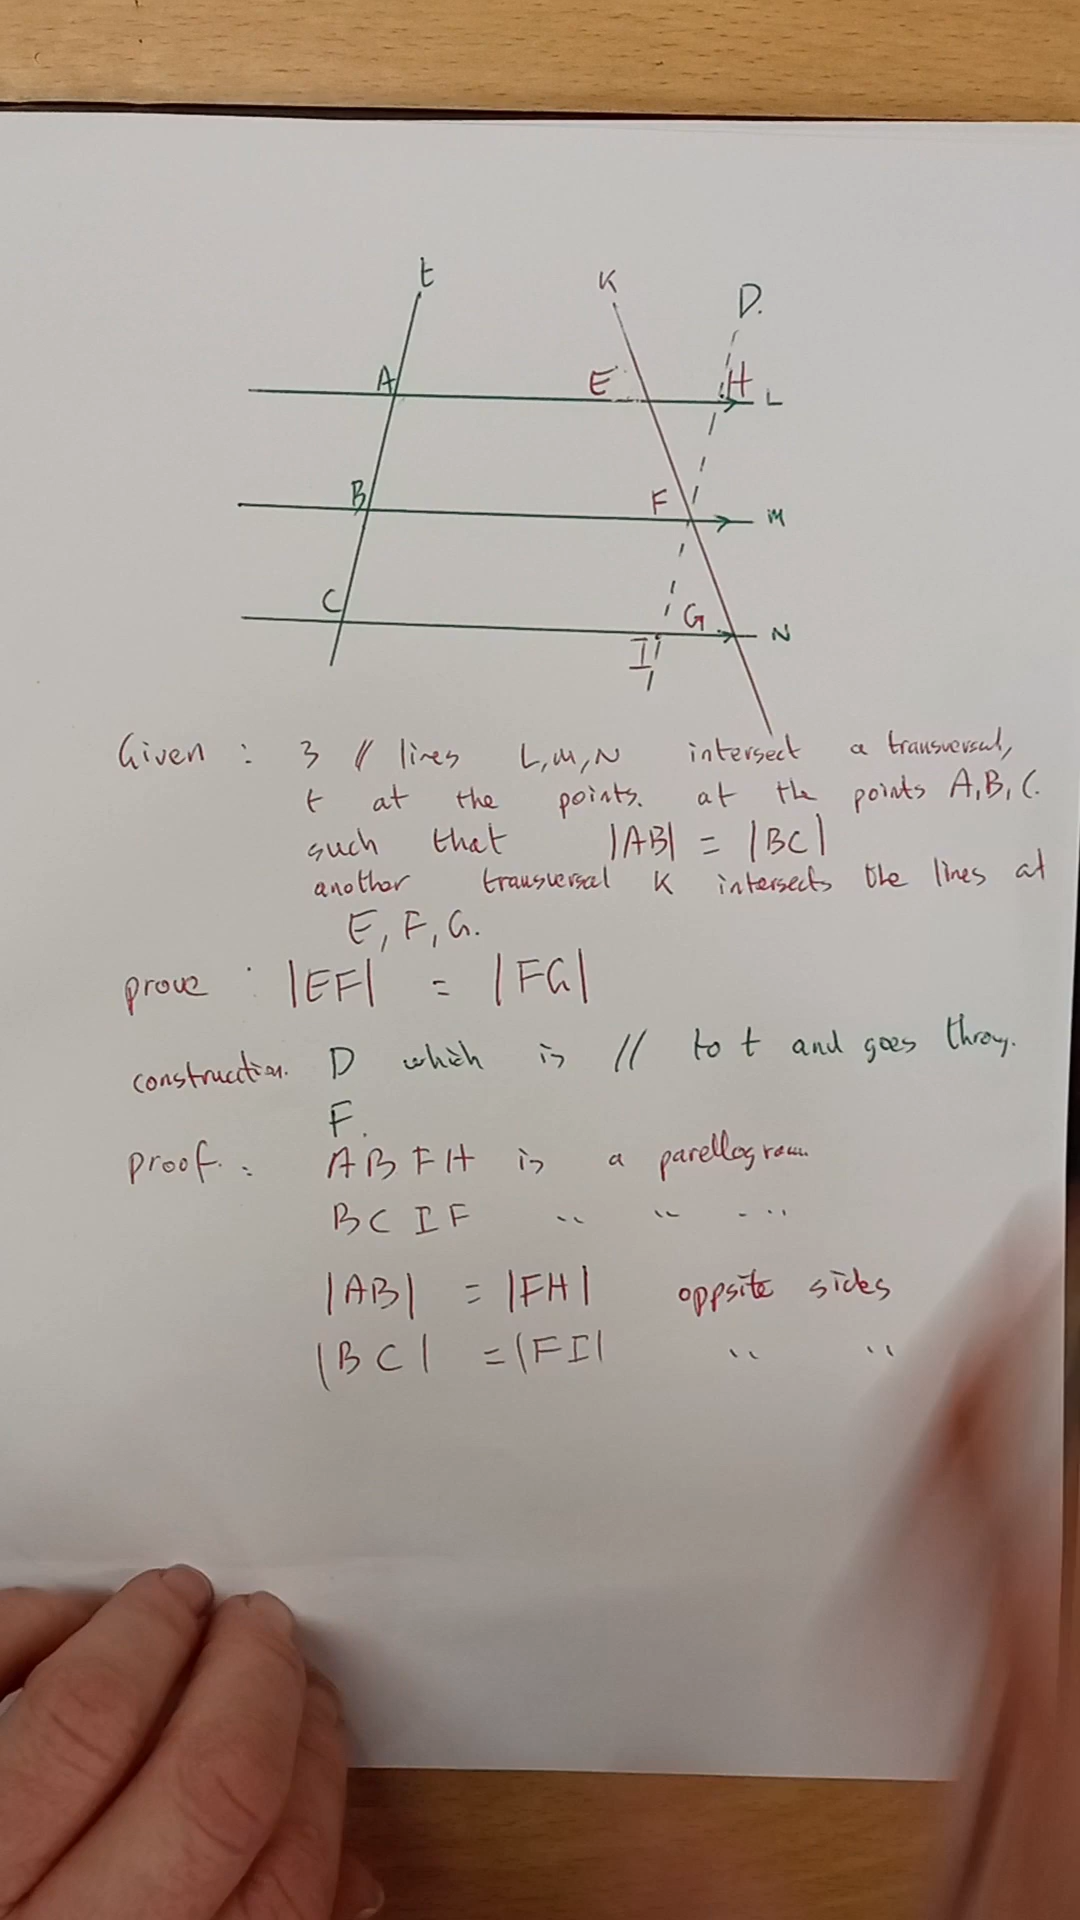 t
K
D.
A
E
H
L
B
F
M
C
G
N
I
Given : 3 // lines L, M, N intersect a transversal,
t at the points. at the points A, B, C.
such that |AB| = |BC|
another transversal K intersects the lines at
E, F, G.
prove : |EF| = |FG|
construction. D which is // to t and goes throy.
F.
proof. : ABFH is a parellogram
BCIF " " "
|AB| = |FH| oppsite sides
|BC| = |FI| " "